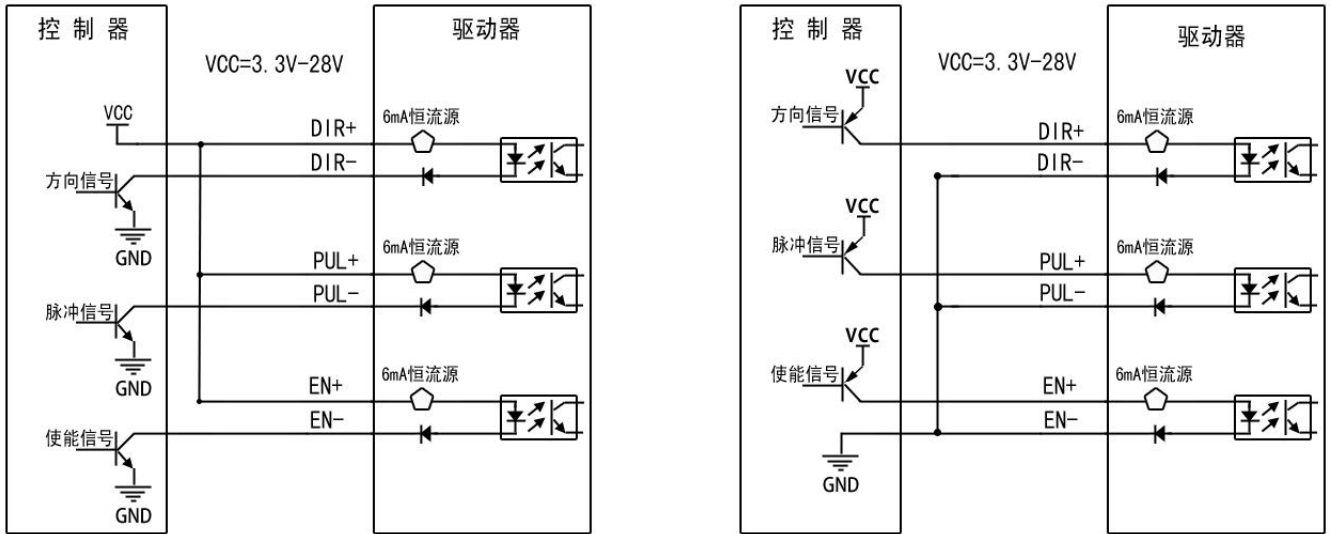 控制器
驱动器
VCC=3.3V-28V
VCC
6mA恒流源
DIR+
DIR-
方向信号
GND
6mA恒流源
PUL+
PUL-
脉冲信号
GND
6mA恒流源
EN+
EN-
使能信号
GND
控制器
驱动器
VCC=3.3V-28V
VCC
方向信号
6mA恒流源
DIR+
DIR-
VCC
脉冲信号
6mA恒流源
PUL+
PUL-
VCC
使能信号
6mA恒流源
EN+
EN-
GND